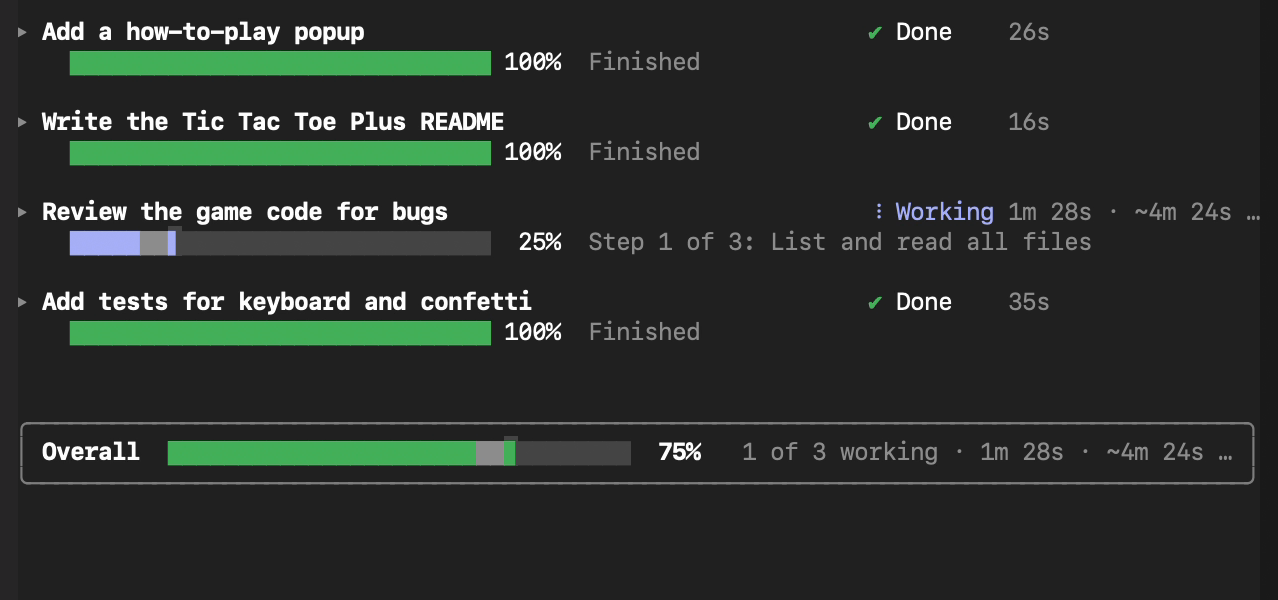 ▸ Add a how-to-play popup ✔ Done 26s
100% Finished
▸ Write the Tic Tac Toe Plus README ✔ Done 16s
100% Finished
▸ Review the game code for bugs ⋮ Working 1m 28s · ~4m 24s …
25% Step 1 of 3: List and read all files
▸ Add tests for keyboard and confetti ✔ Done 35s
100% Finished
Overall 75% 1 of 3 working · 1m 28s · ~4m 24s …